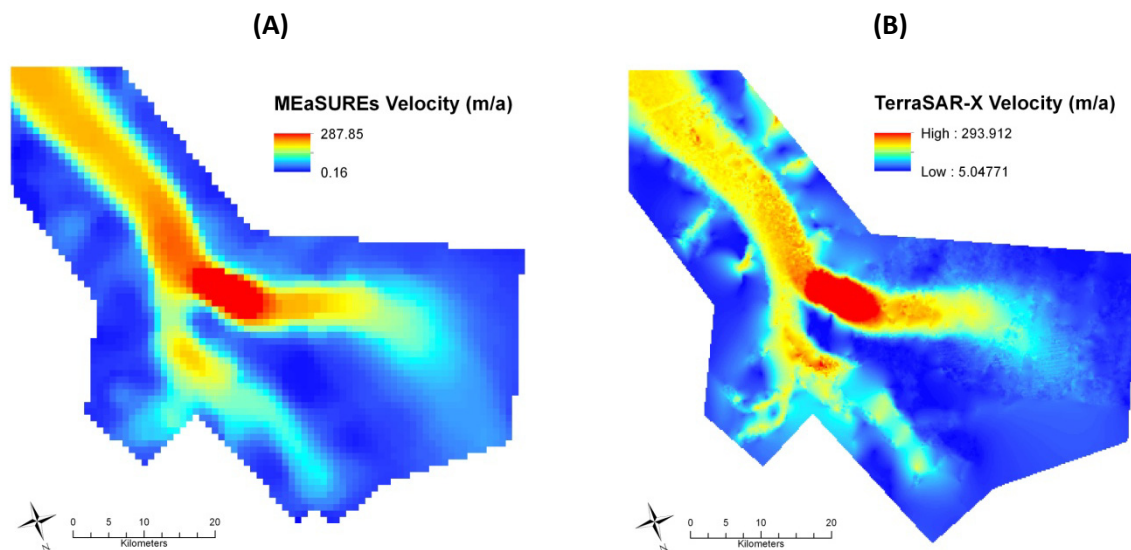 (A)
(B)
MEaSUREs Velocity (m/a)
287.85
0.16
TerraSAR-X Velocity (m/a)
High : 293.912
Low : 5.04771
N
0 5 10 20
Kilometers
N
0 5 10 20
Kilometers